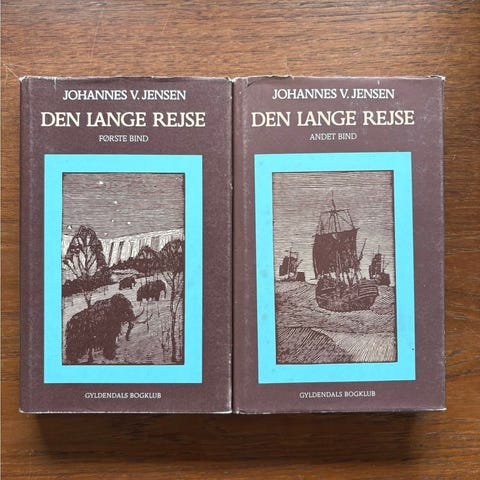 JOHANNES V. JENSEN
DEN LANGE REJSE
FØRSTE BIND
GYLDENDALS BOGKLUB
JOHANNES V. JENSEN
DEN LANGE REJSE
ANDET BIND
GYLDENDALS BOGKLUB